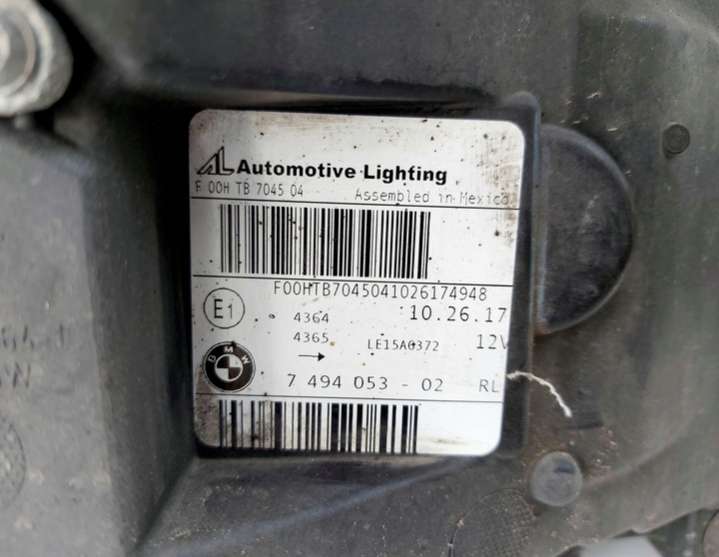 AL Automotive Lighting
F 00H TB 7045 04 Assembled in Mexico
F00HTB7045041026174948
E1 4364 10.26.17
4365 LE15A0372 12V
BMW
7 494 053 - 02 RL